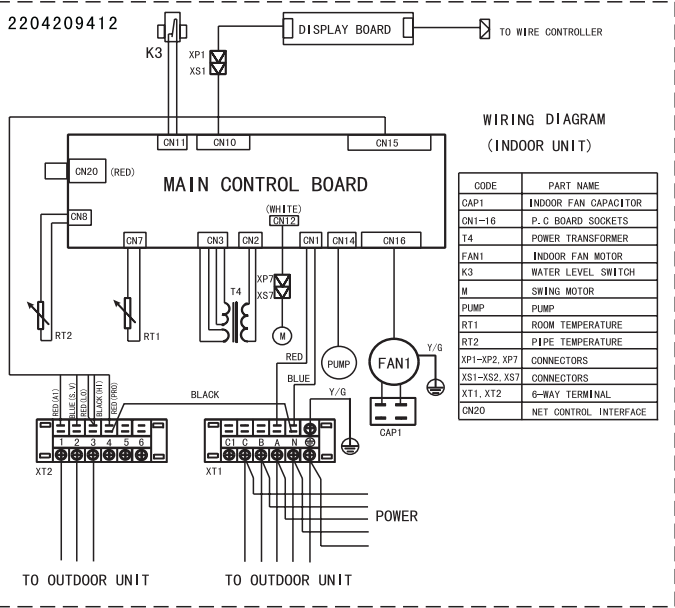 2204209412
K3
XP1
XS1
DISPLAY BOARD
TO WIRE CONTROLLER
CN11
CN10
CN15
CN20
(RED)
MAIN CONTROL BOARD
CN8
(WHITE)
CN12
CN7
CN3
CN2
CN1
CN14
CN16
T4
XP7
XS7
M
RT2
RT1
RED
BLUE
PUMP
FAN1
Y/G
CAP1
WIRING DIAGRAM
(INDOOR UNIT)
CODE PART NAME
CAP1 INDOOR FAN CAPACITOR
CN1-16 P.C BOARD SOCKETS
T4 POWER TRANSFORMER
FAN1 INDOOR FAN MOTOR
K3 WATER LEVEL SWITCH
M SWING MOTOR
PUMP PUMP
RT1 ROOM TEMPERATURE
RT2 PIPE TEMPERATURE
XP1-XP2, XP7 CONNECTORS
XS1-XS2, XS7 CONNECTORS
XT1, XT2 6-WAY TERMINAL
CN20 NET CONTROL INTERFACE
RED(A1)
BLUE(S.V)
RED(LO)
BLACK(HI)
RED(PRO)
BLACK
Y/G
1 2 3 4 5 6
XT2
C1 C B A N
XT1
POWER
TO OUTDOOR UNIT
TO OUTDOOR UNIT